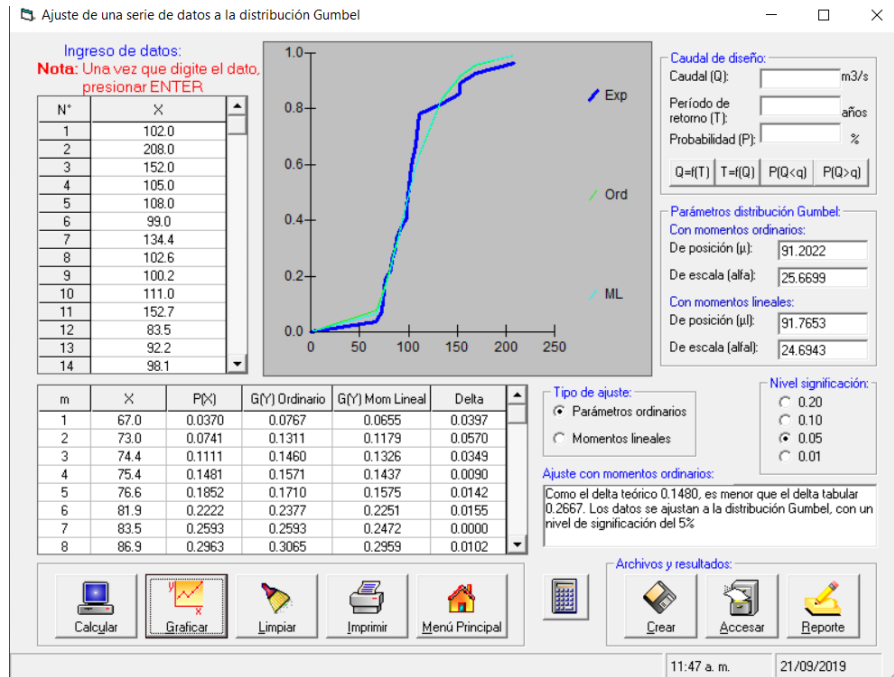 Ajuste de una serie de datos a la distribución Gumbel
Ingreso de datos:
Nota: Una vez que digite el dato,
presionar ENTER
N° X
1 102.0
2 208.0
3 152.0
4 105.0
5 108.0
6 99.0
7 134.4
8 102.6
9 100.2
10 111.0
11 152.7
12 83.5
13 92.2
14 98.1
1.0
0.8
0.6
0.4
0.2
0.0
0 50 100 150 200 250
Exp
Ord
ML
Caudal de diseño:
Caudal (Q): m3/s
Período de
retorno (T): años
Probabilidad (P): %
Q=f(T) T=f(Q) P(Q<q) P(Q>q)
Parámetros distribución Gumbel:
Con momentos ordinarios:
De posición (µ): 91.2022
De escala (alfa): 25.6699
Con momentos lineales:
De posición (µl): 91.7653
De escala (alfal): 24.6943
m X P(X) G(Y) Ordinario G(Y) Mom Lineal Delta
1 67.0 0.0370 0.0767 0.0655 0.0397
2 73.0 0.0741 0.1311 0.1179 0.0570
3 74.4 0.1111 0.1460 0.1326 0.0349
4 75.4 0.1481 0.1571 0.1437 0.0090
5 76.6 0.1852 0.1710 0.1575 0.0142
6 81.9 0.2222 0.2377 0.2251 0.0155
7 83.5 0.2593 0.2593 0.2472 0.0000
8 86.9 0.2963 0.3065 0.2959 0.0102
Tipo de ajuste:
Parámetros ordinarios
Momentos lineales
Nivel significación:
0.20
0.10
0.05
0.01
Ajuste con momentos ordinarios:
Como el delta teórico 0.1480, es menor que el delta tabular
0.2667. Los datos se ajustan a la distribución Gumbel, con un
nivel de significación del 5%
Calcular Graficar Limpiar Imprimir Menú Principal
Archivos y resultados:
Crear Accesar Reporte
11:47 a. m. 21/09/2019